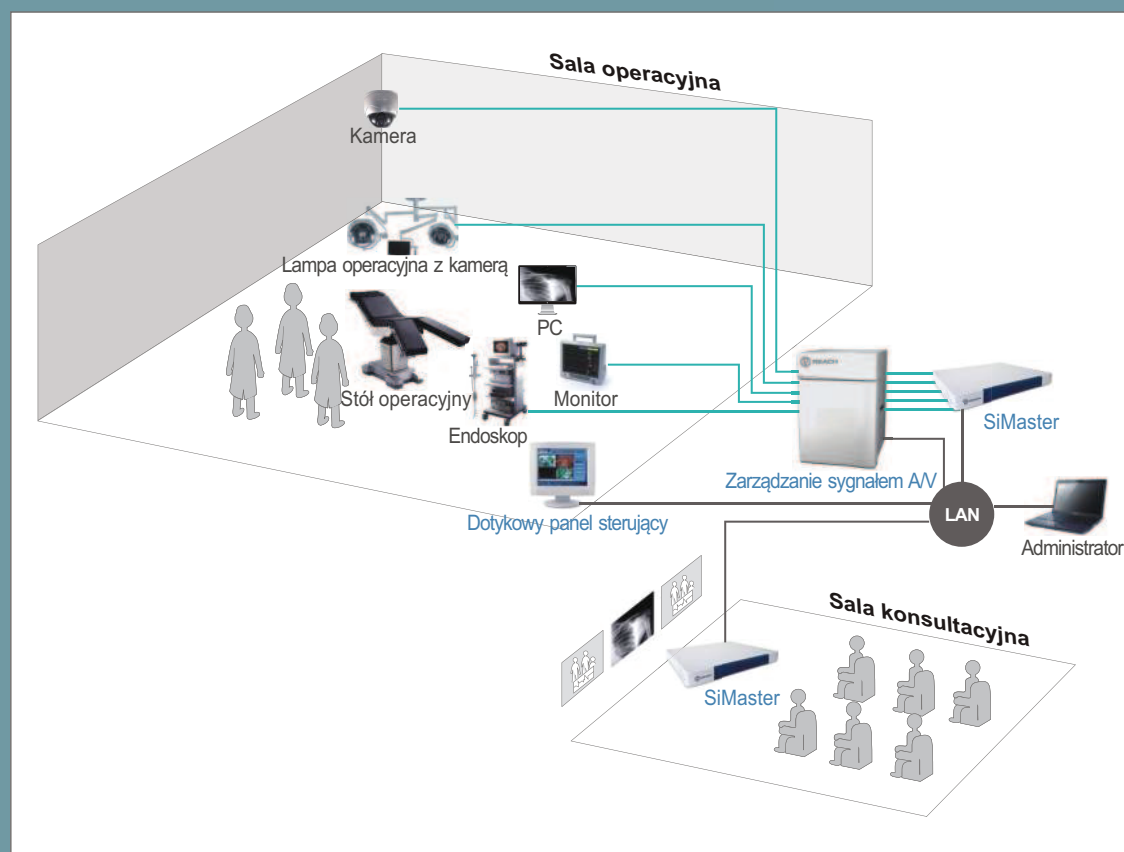 Sala operacyjna
Kamera
Lampa operacyjna z kamerą
PC
Stół operacyjny
Monitor
Endoskop
SiMaster
Zarządzanie sygnałem A/V
Dotykowy panel sterujący
LAN
Administrator
Sala konsultacyjna
SiMaster